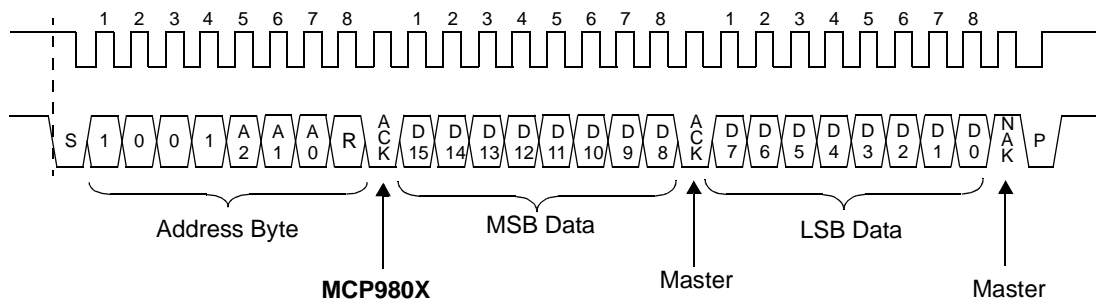 1 2 3 4 5 6 7 8 1 2 3 4 5 6 7 8 1 2 3 4 5 6 7 8
S 1 0 0 1 A2 A1 A0 R ACK D15 D14 D13 D12 D11 D10 D9 D8 ACK D7 D6 D5 D4 D3 D2 D1 D0 NAK P
Address Byte MSB Data LSB Data
MCP980X Master Master